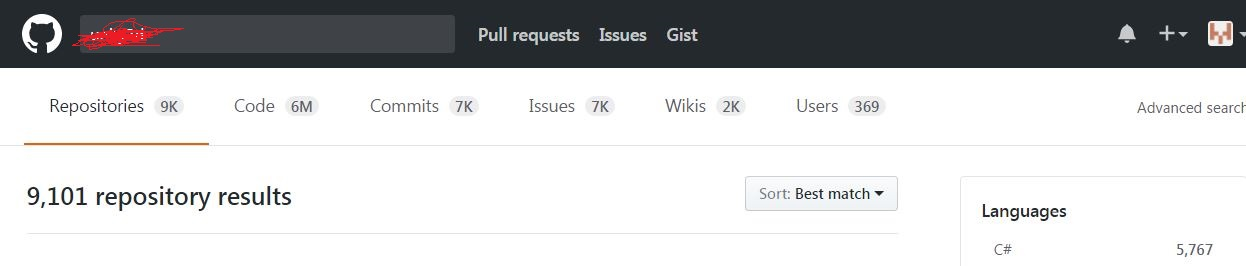 Pull requests Issues Gist
Repositories 9K Code 6M Commits 7K Issues 7K Wikis 2K Users 369 Advanced search
9,101 repository results Sort: Best match
Languages
C# 5,767